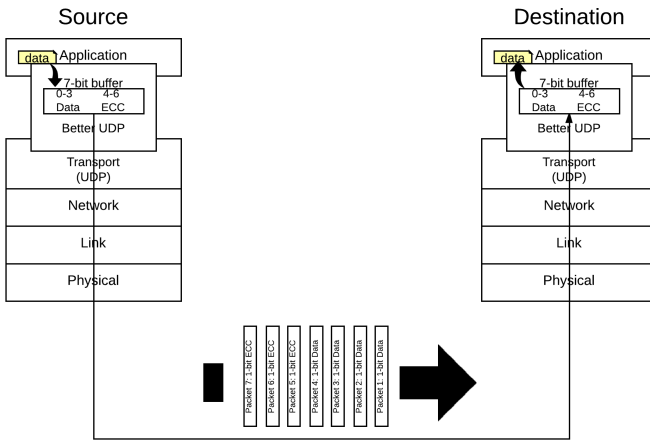 Source
Destination
data
Application
7-bit buffer
0-3
4-6
Data
ECC
Better UDP
Transport
(UDP)
Network
Link
Physical
data
Application
7-bit buffer
0-3
4-6
Data
ECC
Better UDP
Transport
(UDP)
Network
Link
Physical
Packet 7: 1-bit ECC
Packet 6: 1-bit ECC
Packet 5: 1-bit ECC
Packet 4: 1-bit Data
Packet 3: 1-bit Data
Packet 2: 1-bit Data
Packet 1: 1-bit Data